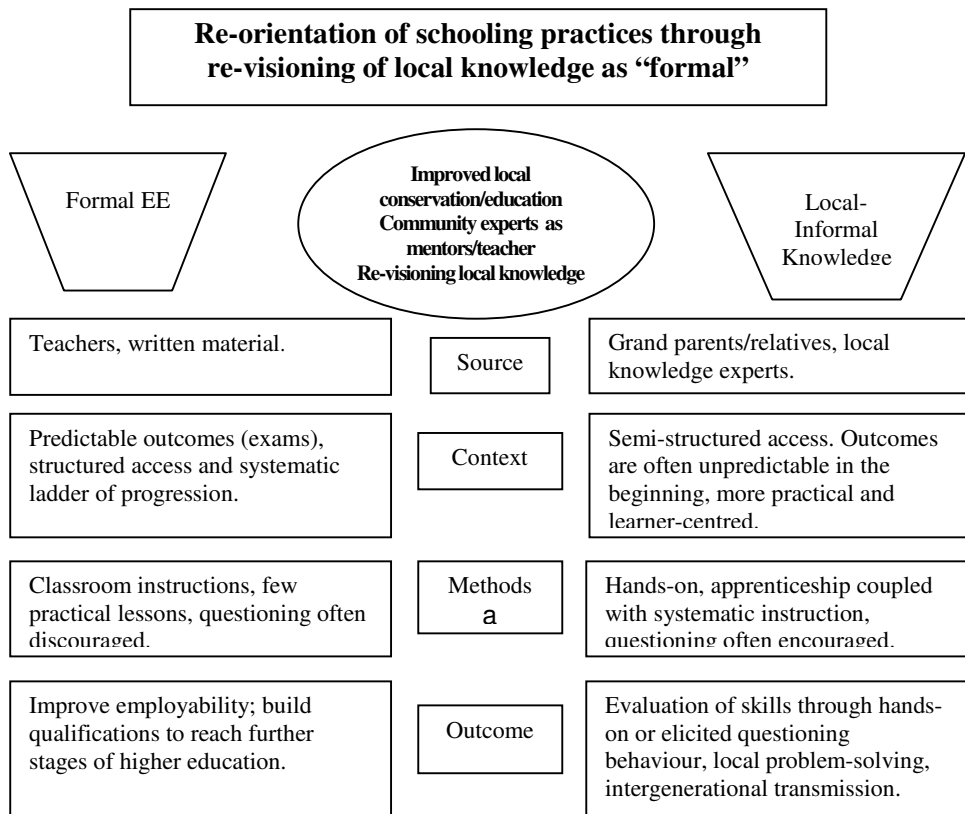 Re-orientation of schooling practices through
re-visioning of local knowledge as “formal”
Formal EE
Improved local
conservation/education
Community experts as
mentors/teacher
Re-visioning local knowledge
Local-
Informal
Knowledge
Teachers, written material.
Source
Grand parents/relatives, local
knowledge experts.
Predictable outcomes (exams),
structured access and systematic
ladder of progression.
Context
Semi-structured access. Outcomes
are often unpredictable in the
beginning, more practical and
learner-centred.
Classroom instructions, few
practical lessons, questioning often
discouraged.
Methods
a
Hands-on, apprenticeship coupled
with systematic instruction,
questioning often encouraged.
Improve employability; build
qualifications to reach further
stages of higher education.
Outcome
Evaluation of skills through hands-
on or elicited questioning
behaviour, local problem-solving,
intergenerational transmission.